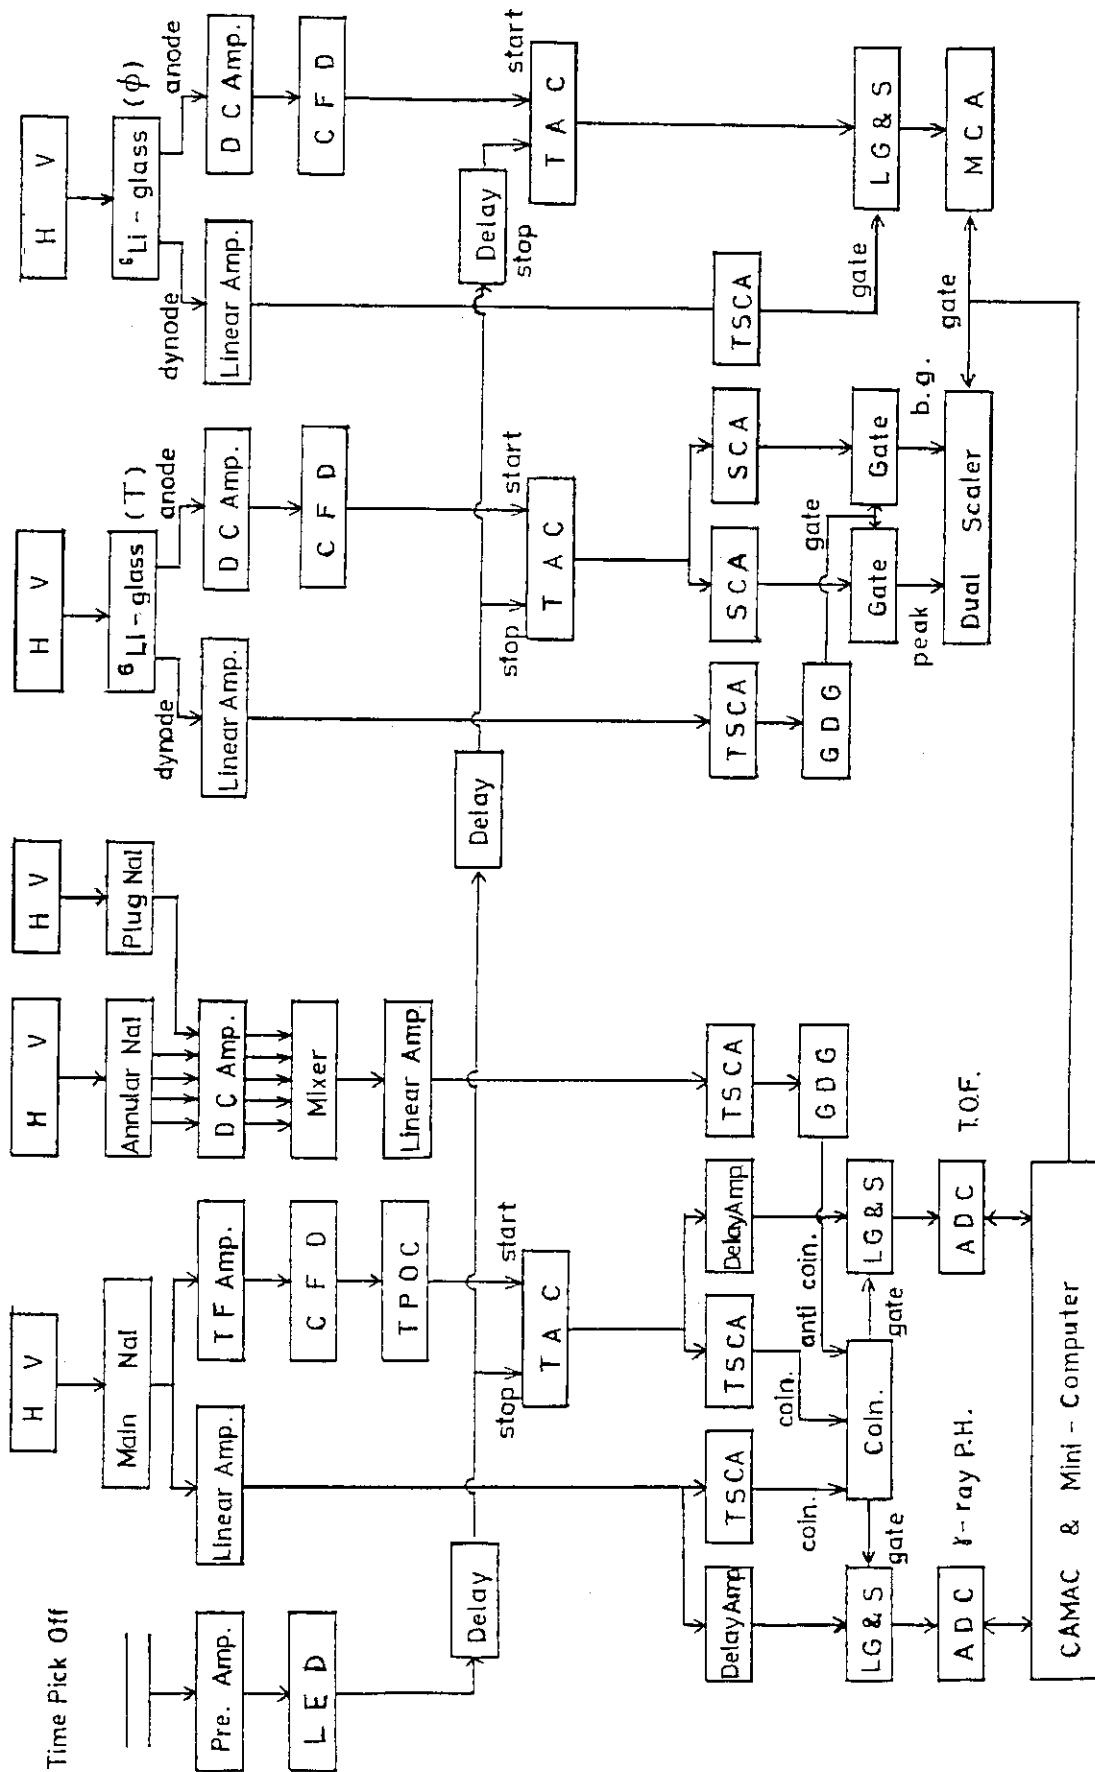 Time Pick Off
Pre. Amp.
L E D
Delay
H V
Main NaI
Linear Amp.
T F Amp.
C F D
T P O C
stop
start
T A C
Delay Amp
T S C A
T S C A
Delay Amp
coin.
coin.
anti coin.
LG & S
gate
Coin.
gate
LG & S
A D C
γ-ray P.H.
A D C
T.O.F.
CAMAC & Mini-Computer
H V
H V
Annular NaI
Plug NaI
D C Amp.
Mixer
Linear Amp
T S C A
G D G
Delay
H V
⁶Li-glass (T)
dynode
anode
Linear Amp.
D C Amp.
C F D
stop
start
T A C
T S C A
S C A
S C A
G D G
gate
Gate
Gate
peak
b.g.
Dual Scaler
H V
⁶Li-glass (φ)
dynode
anode
Linear Amp.
D C Amp.
C F D
Delay
stop
start
T A C
T S C A
gate
LG & S
gate
M C A